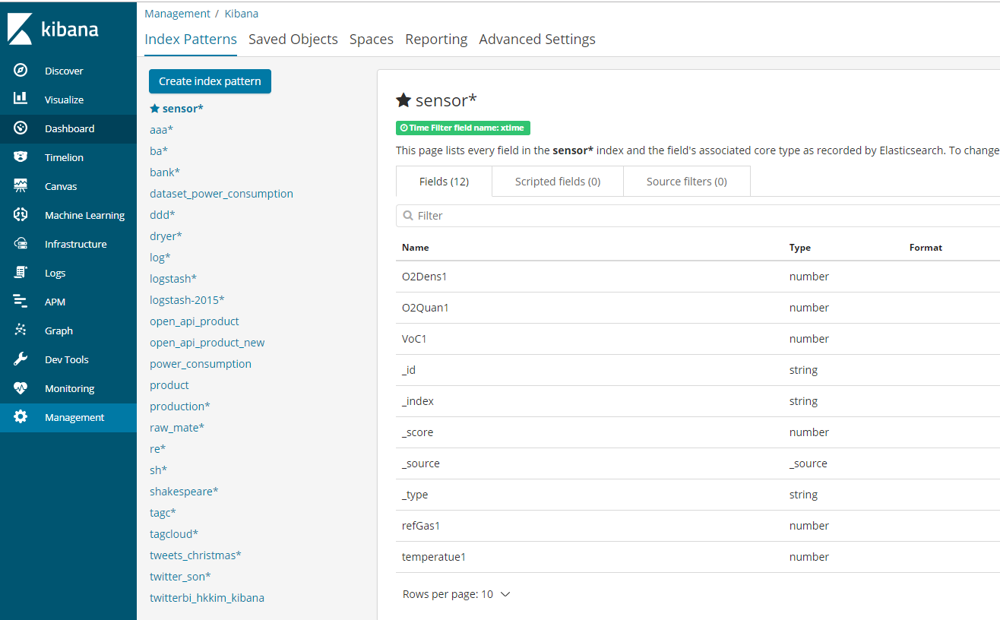 kibana
Discover
Visualize
Dashboard
Timelion
Canvas
Machine Learning
Infrastructure
Logs
APM
Graph
Dev Tools
Monitoring
Management
Management / Kibana
Index Patterns Saved Objects Spaces Reporting Advanced Settings
Create index pattern
sensor*
aaa*
ba*
bank*
dataset_power_consumption
ddd*
dryer*
log*
logstash*
logstash-2015*
open_api_product
open_api_product_new
power_consumption
product
production*
raw_mate*
re*
sh*
shakespeare*
tagc*
tagcloud*
tweets_christmas*
twitter_son*
twitterbi_hkkim_kibana
sensor*
Time Filter field name: xtime
This page lists every field in the sensor* index and the field's associated core type as recorded by Elasticsearch. To change
Fields (12) Scripted fields (0) Source filters (0)
Filter
Name Type Format
O2Dens1 number
O2Quan1 number
VoC1 number
_id string
_index string
_score number
_source _source
_type string
refGas1 number
temperatue1 number
Rows per page: 10